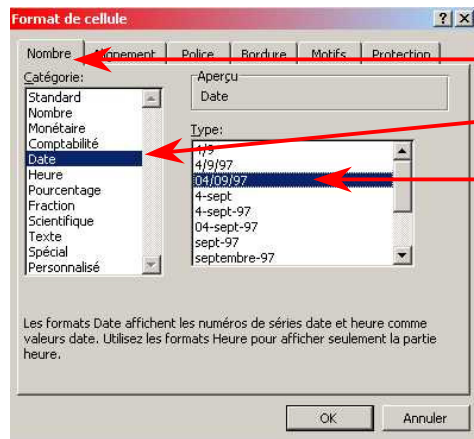 Format de cellule
Nombre Alignement Police Bordure Motifs Protection
Catégorie:
Standard
Nombre
Monétaire
Comptabilité
Date
Heure
Pourcentage
Fraction
Scientifique
Texte
Spécial
Personnalisé
Aperçu
Date
Type:
4/9
4/9/97
04/09/97
4-sept
4-sept-97
04-sept-97
sept-97
septembre-97
Les formats Date affichent les numéros de séries date et heure comme
valeurs date. Utilisez les formats Heure pour afficher seulement la partie
heure.
OK Annuler